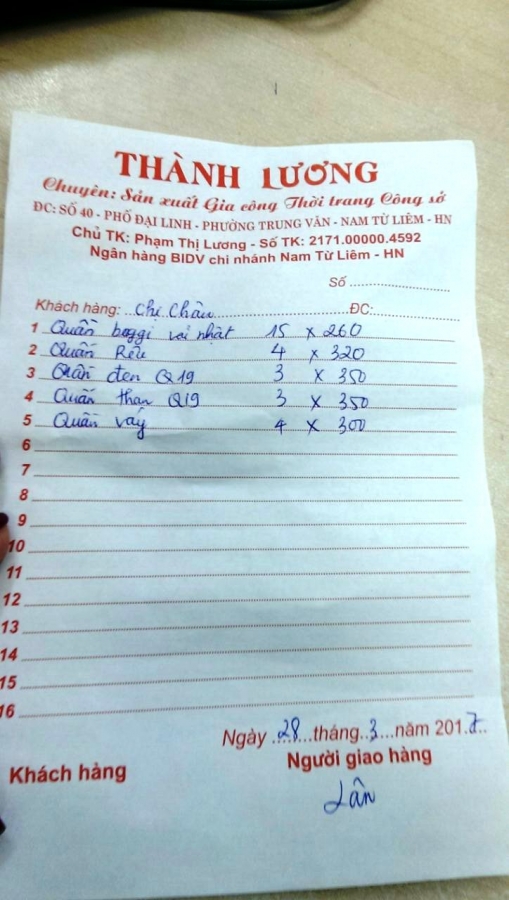 THÀNH LƯƠNG
Chuyên: Sản xuất Gia công Thời trang Công sở
ĐC: SỐ 40 - PHỐ ĐẠI LINH - PHƯỜNG TRUNG VĂN - NAM TỪ LIÊM - HN
Chủ TK: Phạm Thị Lương - Số TK: 2171.00000.4592
Ngân hàng BIDV chi nhánh Nam Từ Liêm - HN
Số
Khách hàng: Chị Châu ĐC:
1 Quần baggi vải nhật 15 x 260
2 Quần Rêu 4 x 320
3 Quần đen Q19 3 x 350
4 Quần than Q19 3 x 350
5 Quần váy 4 x 300
6
7
8
9
10
11
12
13
14
15
16
Ngày 28 tháng 3 năm 2017
Khách hàng Người giao hàng
Lân